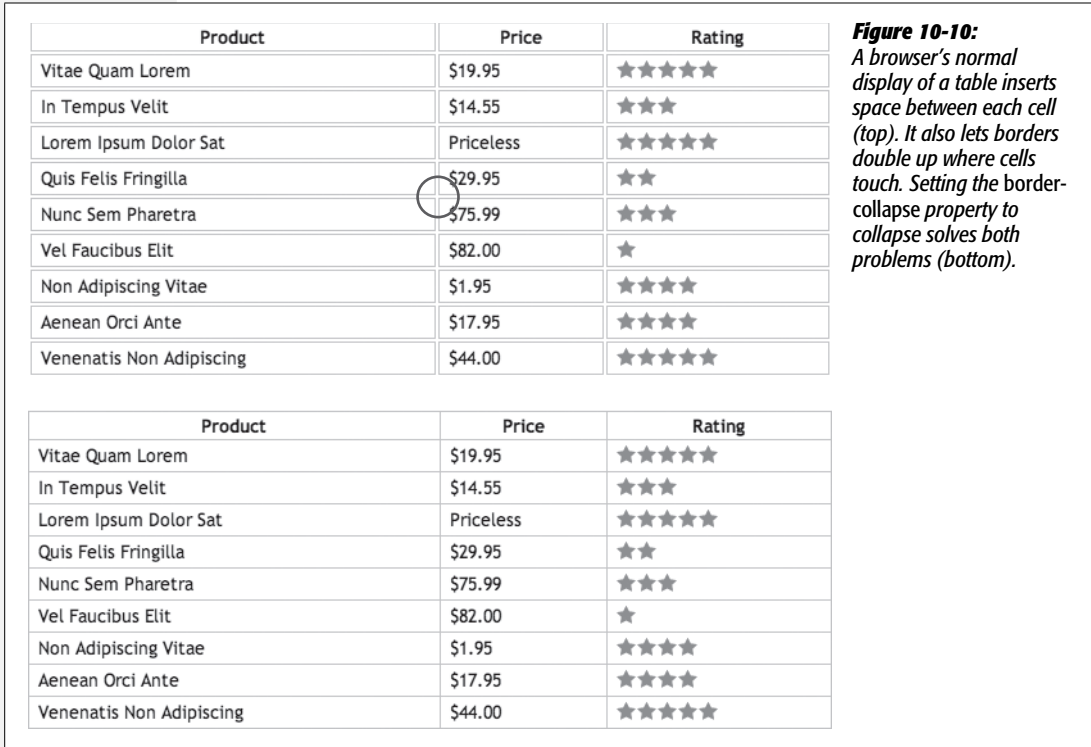 Product Price Rating
Vitae Quam Lorem $19.95 ★★★★★
In Tempus Velit $14.55 ★★★
Lorem Ipsum Dolor Sat Priceless ★★★★★
Quis Felis Fringilla $29.95 ★★
Nunc Sem Pharetra $75.99 ★★★
Vel Faucibus Elit $82.00 ★
Non Adipiscing Vitae $1.95 ★★★★
Aenean Orci Ante $17.95 ★★★★
Venenatis Non Adipiscing $44.00 ★★★★★
Product Price Rating
Vitae Quam Lorem $19.95 ★★★★★
In Tempus Velit $14.55 ★★★
Lorem Ipsum Dolor Sat Priceless ★★★★★
Quis Felis Fringilla $29.95 ★★
Nunc Sem Pharetra $75.99 ★★★
Vel Faucibus Elit $82.00 ★
Non Adipiscing Vitae $1.95 ★★★★
Aenean Orci Ante $17.95 ★★★★
Venenatis Non Adipiscing $44.00 ★★★★★
Figure 10-10:
A browser’s normal
display of a table inserts
space between each cell
(top). It also lets borders
double up where cells
touch. Setting the border-
collapse property to
collapse solves both
problems (bottom).